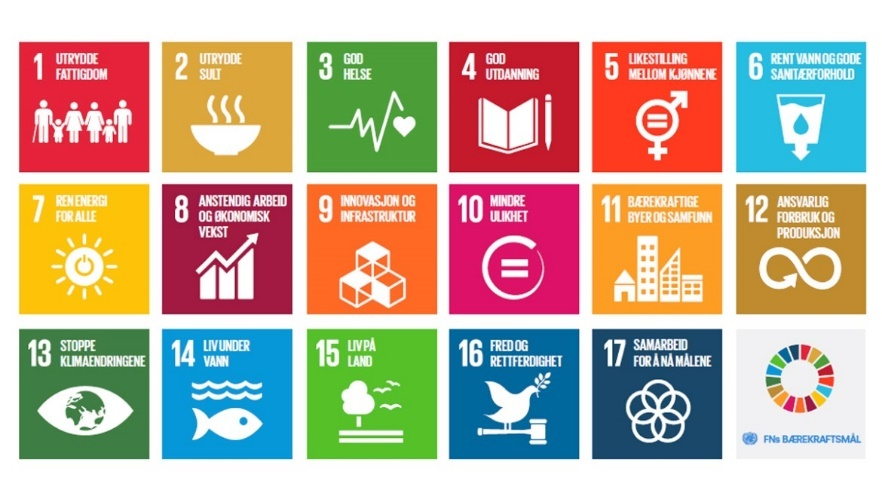 1 UTRYDDE
FATTIGDOM
2 UTRYDDE
SULT
3 GOD
HELSE
4 GOD
UTDANNING
5 LIKESTILLING
MELLOM KJØNNENE
6 RENT VANN OG GODE
SANITÆRFORHOLD
7 REN ENERGI
FOR ALLE
8 ANSTENDIG ARBEID
OG ØKONOMISK
VEKST
9 INNOVASJON OG
INFRASTRUKTUR
10 MINDRE
ULIKHET
11 BÆREKRAFTIGE
BYER OG SAMFUNN
12 ANSVARLIG
FORBRUK OG
PRODUKSJON
13 STOPPE
KLIMAENDRINGENE
14 LIV UNDER
VANN
15 LIV PÅ
LAND
16 FRED OG
RETTFERDIGHET
17 SAMARBEID
FOR Å NÅ MÅLENE
FNs BÆREKRAFTSMÅL